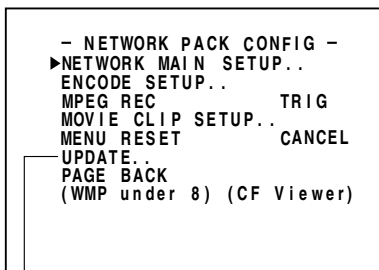 – NETWORK PACK CONFIG –
▶NETWORK MAIN SETUP..
ENCODE SETUP..
MPEG REC TRIG
MOVIE CLIP SETUP..
MENU RESET CANCEL
UPDATE..
PAGE BACK
(WMP under 8) (CF Viewer)